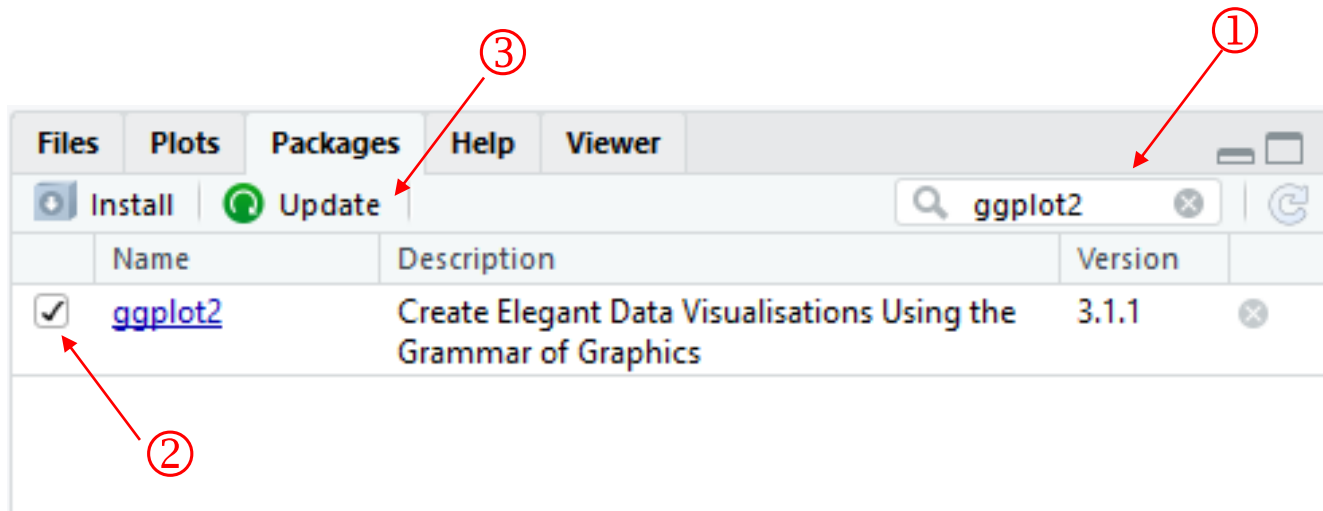 ③
①
Files Plots Packages Help Viewer
Install Update ggplot2
Name Description Version
ggplot2 Create Elegant Data Visualisations Using the 3.1.1
Grammar of Graphics
②